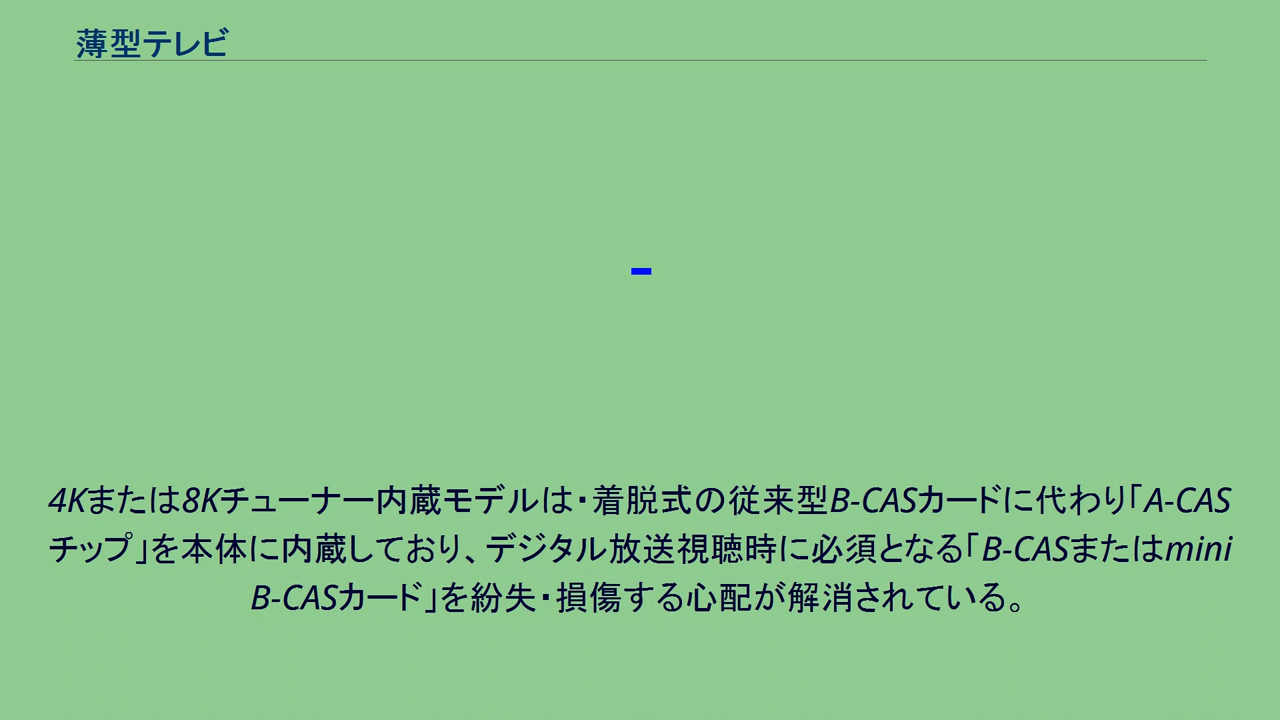 薄型テレビ
-
4Kまたは8Kチューナー内蔵モデルは・着脱式の従来型B-CASカードに代わり「A-CAS
チップ」を本体に内蔵しており、デジタル放送視聴時に必須となる「B-CASまたはmini
B-CASカード」を紛失・損傷する心配が解消されている。